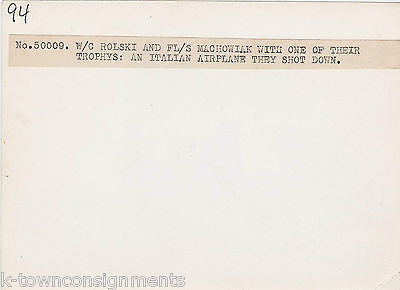 94
No.50009. W/C ROLSKI AND FL/S MACHOWIAK WITH ONE OF THEIR
TROPHYS: AN ITALIAN AIRPLANE THEY SHOT DOWN.
k-townconsignments